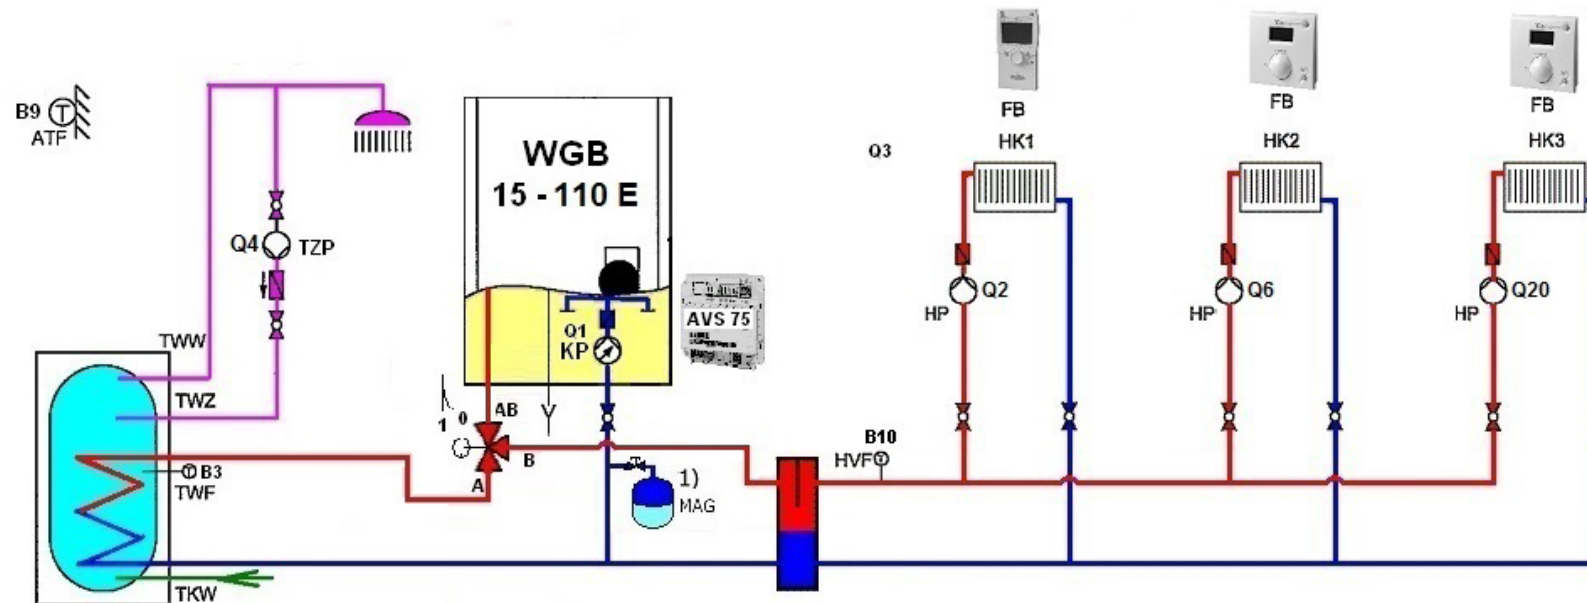 B9
ATF
Q4
TZP
TWW
TWZ
B3
TWF
TKW
WGB
15 - 110 E
Q1
KP
AVS 75
1
0
AB
A
B
Y
1)
MAG
Q3
B10
HVF
FB
HK1
Q2
HP
FB
HK2
Q6
HP
FB
HK3
Q20
HP